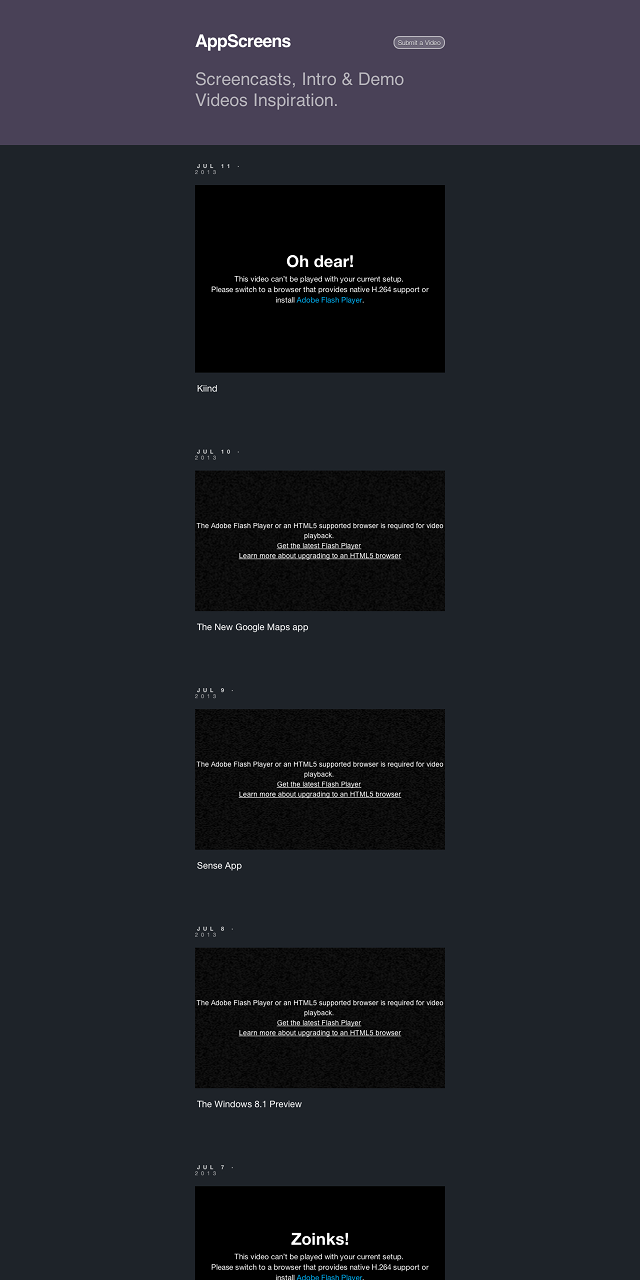 AppScreens
Submit a Video
Screencasts, Intro & Demo
Videos Inspiration.
JUL 11 ·
2013
Oh dear!
This video can't be played with your current setup.
Please switch to a browser that provides native H.264 support or
install Adobe Flash Player.
Kiind
JUL 10 ·
2013
The Adobe Flash Player or an HTML5 supported browser is required for video
playback.
Get the latest Flash Player
Learn more about upgrading to an HTML5 browser
The New Google Maps app
JUL 9 ·
2013
The Adobe Flash Player or an HTML5 supported browser is required for video
playback.
Get the latest Flash Player
Learn more about upgrading to an HTML5 browser
Sense App
JUL 8 ·
2013
The Adobe Flash Player or an HTML5 supported browser is required for video
playback.
Get the latest Flash Player
Learn more about upgrading to an HTML5 browser
The Windows 8.1 Preview
JUL 7 ·
2013
Zoinks!
This video can't be played with your current setup.
Please switch to a browser that provides native H.264 support or
install Adobe Flash Player.